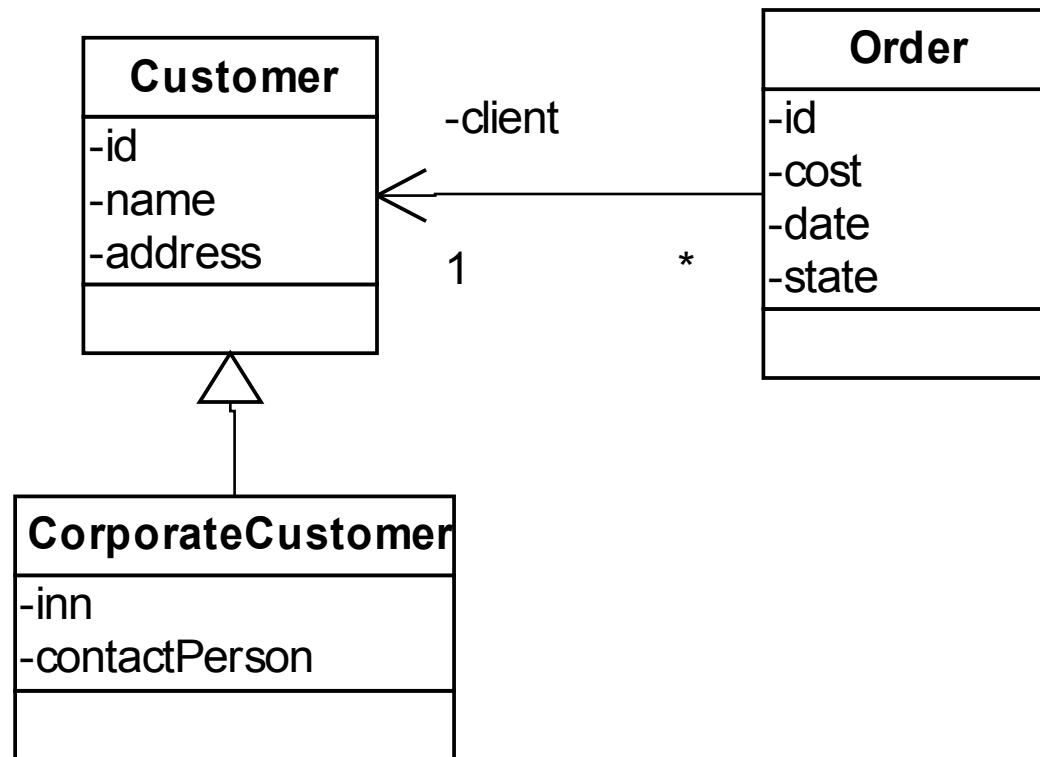 Customer
-id
-name
-address
-client
1
*
Order
-id
-cost
-date
-state
CorporateCustomer
-inn
-contactPerson